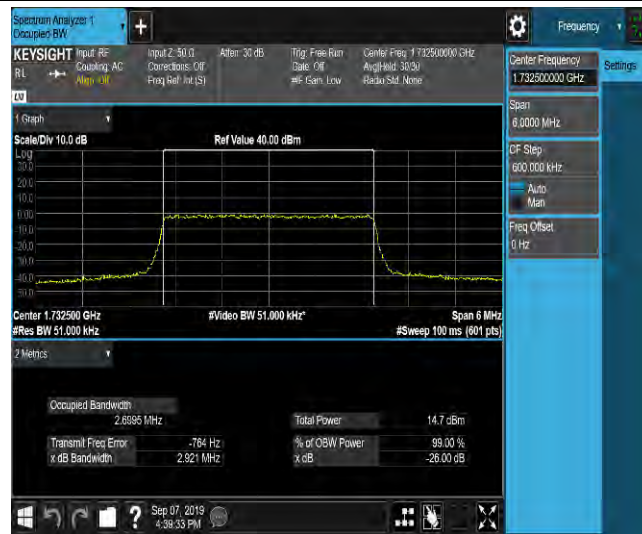 Spectrum Analyzer 1
Occupied BW
+
Frequency
KEYSIGHT
Input: RF
Coupling: AC
Align: Off
Input Z: 50 Ω
Corrections: Off
Freq Ref: Int (S)
Atten: 30 dB
Trig: Free Run
Gate: Off
#IF Gain: Low
Center Freq: 1.732500000 GHz
Avg|Hold: 30/30
Radio Std: None
RL
1 Graph
Scale/Div 10.0 dB
Ref Value 40.00 dBm
Log
30.0
20.0
10.0
0.00
-10.0
-20.0
-30.0
-40.0
-50.0
Center 1.732500 GHz
#Res BW 51.000 kHz
#Video BW 51.000 kHz*
Span 6 MHz
#Sweep 100 ms (601 pts)
2 Metrics
Occupied Bandwidth
2.6995 MHz
Total Power 14.7 dBm
Transmit Freq Error -764 Hz
% of OBW Power 99.00 %
x dB Bandwidth 2.921 MHz
x dB -26.00 dB
?
Sep 07, 2019
4:39:33 PM
Center Frequency
1.732500000 GHz
Settings
Span
6.0000 MHz
CF Step
600.000 kHz
Auto
Man
Freq Offset
0 Hz